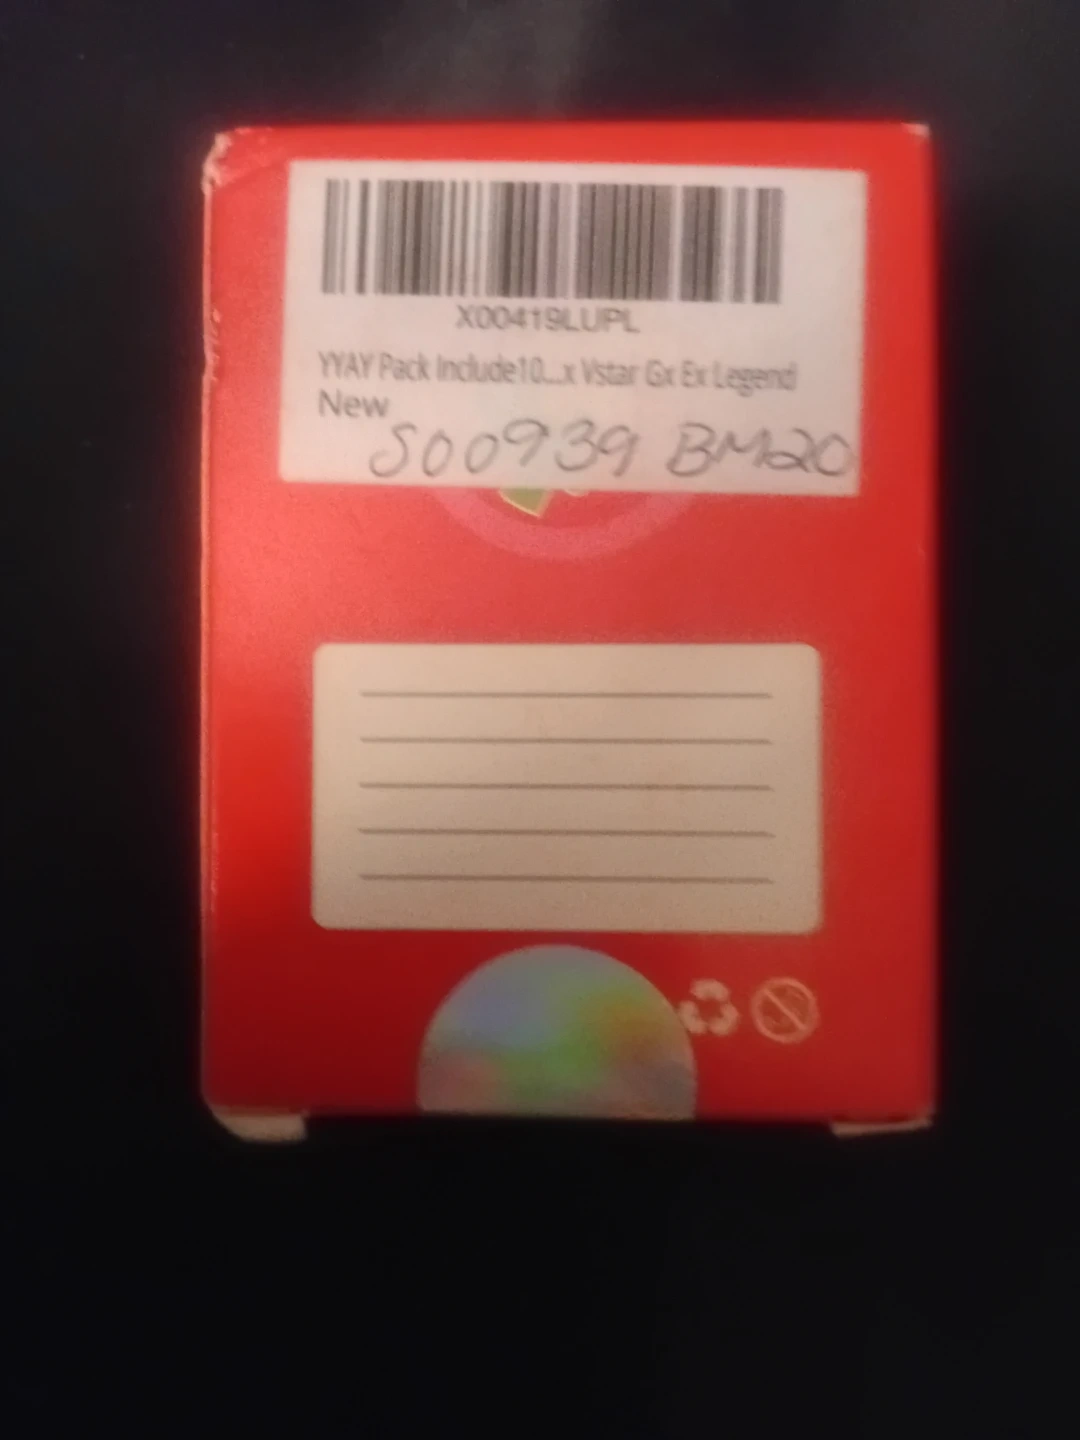 X00419LUPL
YYAY Pack Include10...x Vstar Gx Ex Legend
New
S00939 BM20